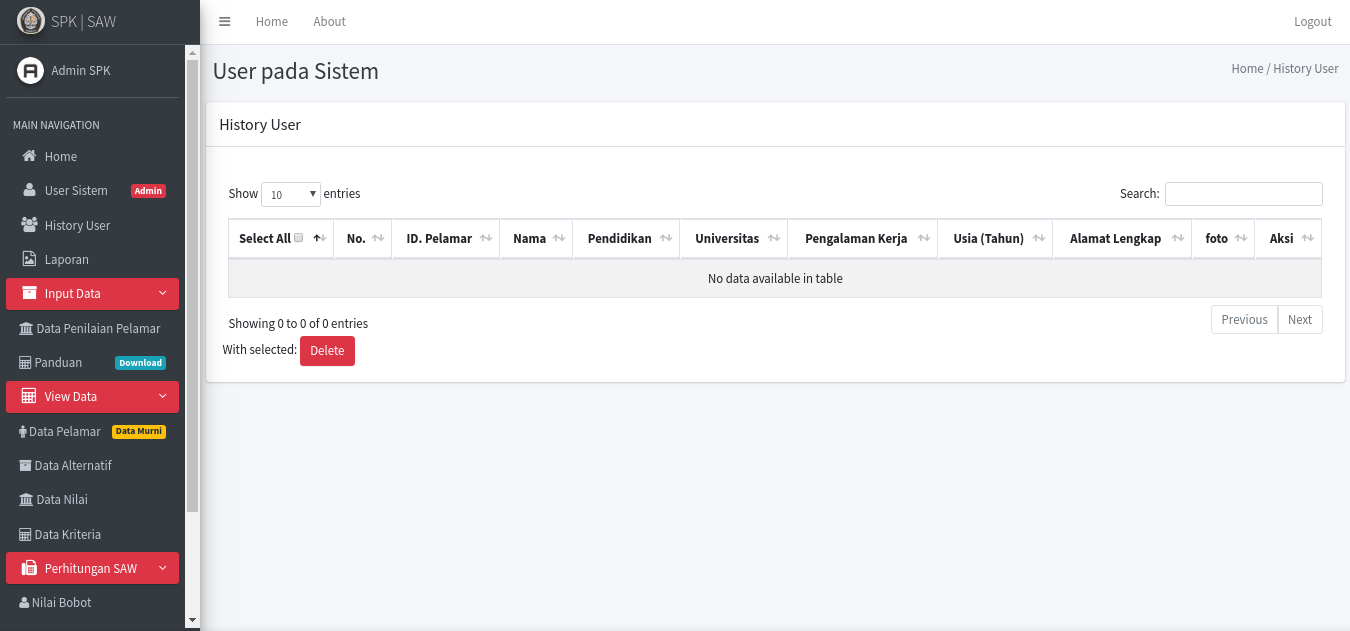 SPK | SAW
Home
About
Logout
Admin SPK
User pada Sistem
Home / History User
MAIN NAVIGATION
Home
User Sistem Admin
History User
Laporan
Input Data
Data Penilaian Pelamar
Panduan Download
View Data
Data Pelamar Data Murni
Data Alternatif
Data Nilai
Data Kriteria
Perhitungan SAW
Nilai Bobot
History User
Show 10 entries
Search:
Select All No. ID. Pelamar Nama Pendidikan Universitas Pengalaman Kerja Usia (Tahun) Alamat Lengkap foto Aksi
No data available in table
Showing 0 to 0 of 0 entries
Previous Next
With selected: Delete